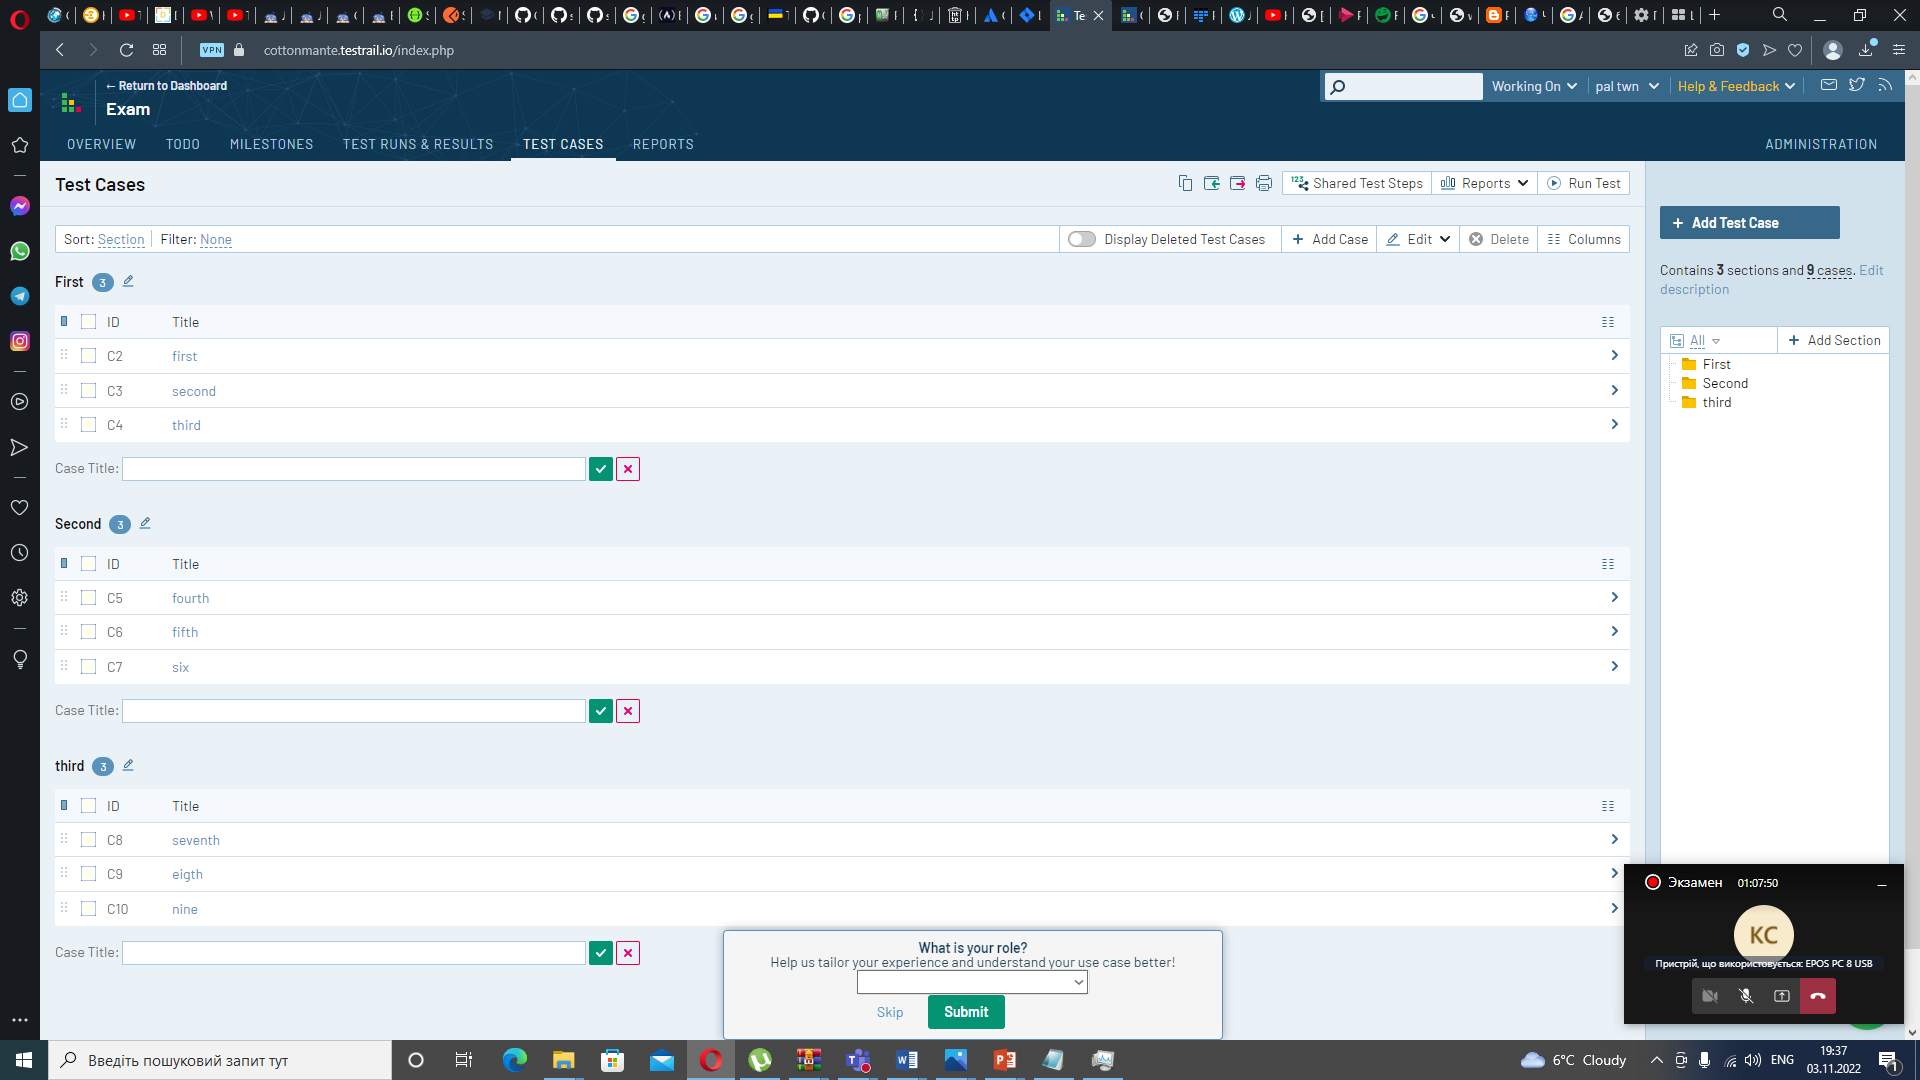 VPN cottonmante.testrail.io/index.php
← Return to Dashboard
Exam
Working On
pal twn
Help & Feedback
OVERVIEW TODO MILESTONES TEST RUNS & RESULTS TEST CASES REPORTS ADMINISTRATION
Test Cases
Shared Test Steps
Reports
Run Test
Sort: Section Filter: None
Display Deleted Test Cases
+ Add Case
Edit
Delete
Columns
First 3
ID Title
C2 first
C3 second
C4 third
Case Title:
Second 3
ID Title
C5 fourth
C6 fifth
C7 six
Case Title:
third 3
ID Title
C8 seventh
C9 eigth
C10 nine
Case Title:
+ Add Test Case
Contains 3 sections and 9 cases. Edit
description
All
+ Add Section
First
Second
third
What is your role?
Help us tailor your experience and understand your use case better!
Skip
Submit
Экзамен 01:07:50
КС
Пристрій, що використовується: EPOS PC 8 USB
Введіть пошуковий запит тут
6°C Cloudy
ENG
19:37
03.11.2022
1